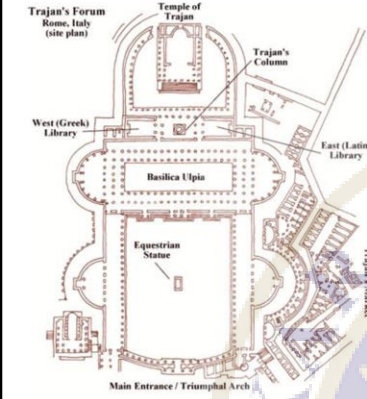 Trajan's Forum
Rome, Italy
(site plan)
Temple of
Trajan
Trajan's
Column
West (Greek)
Library
East (Latin
Library
Basilica Ulpia
Equestrian
Statue
Main Entrance / Triumphal Arch